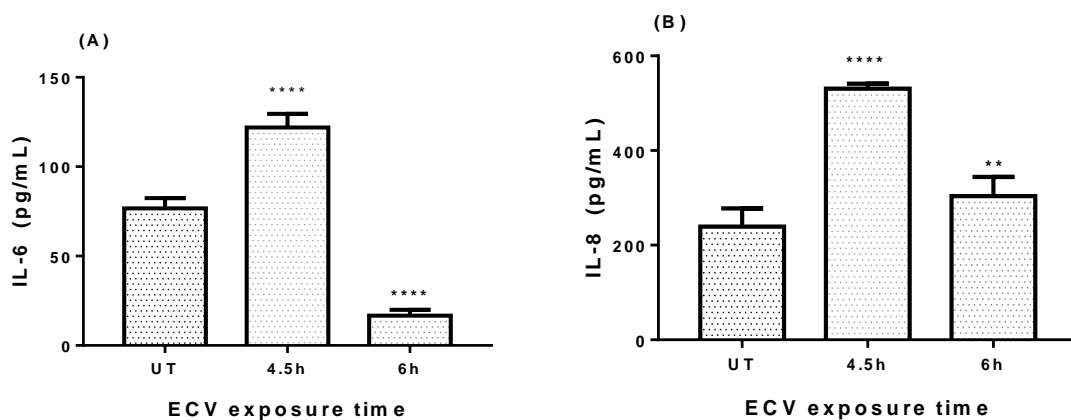 (A)
IL-6 (pg/mL)
150
100
50
0
****
****
UT 4.5h 6h
ECV exposure time
(B)
IL-8 (pg/mL)
600
400
200
0
****
**
UT 4.5h 6h
ECV exposure time